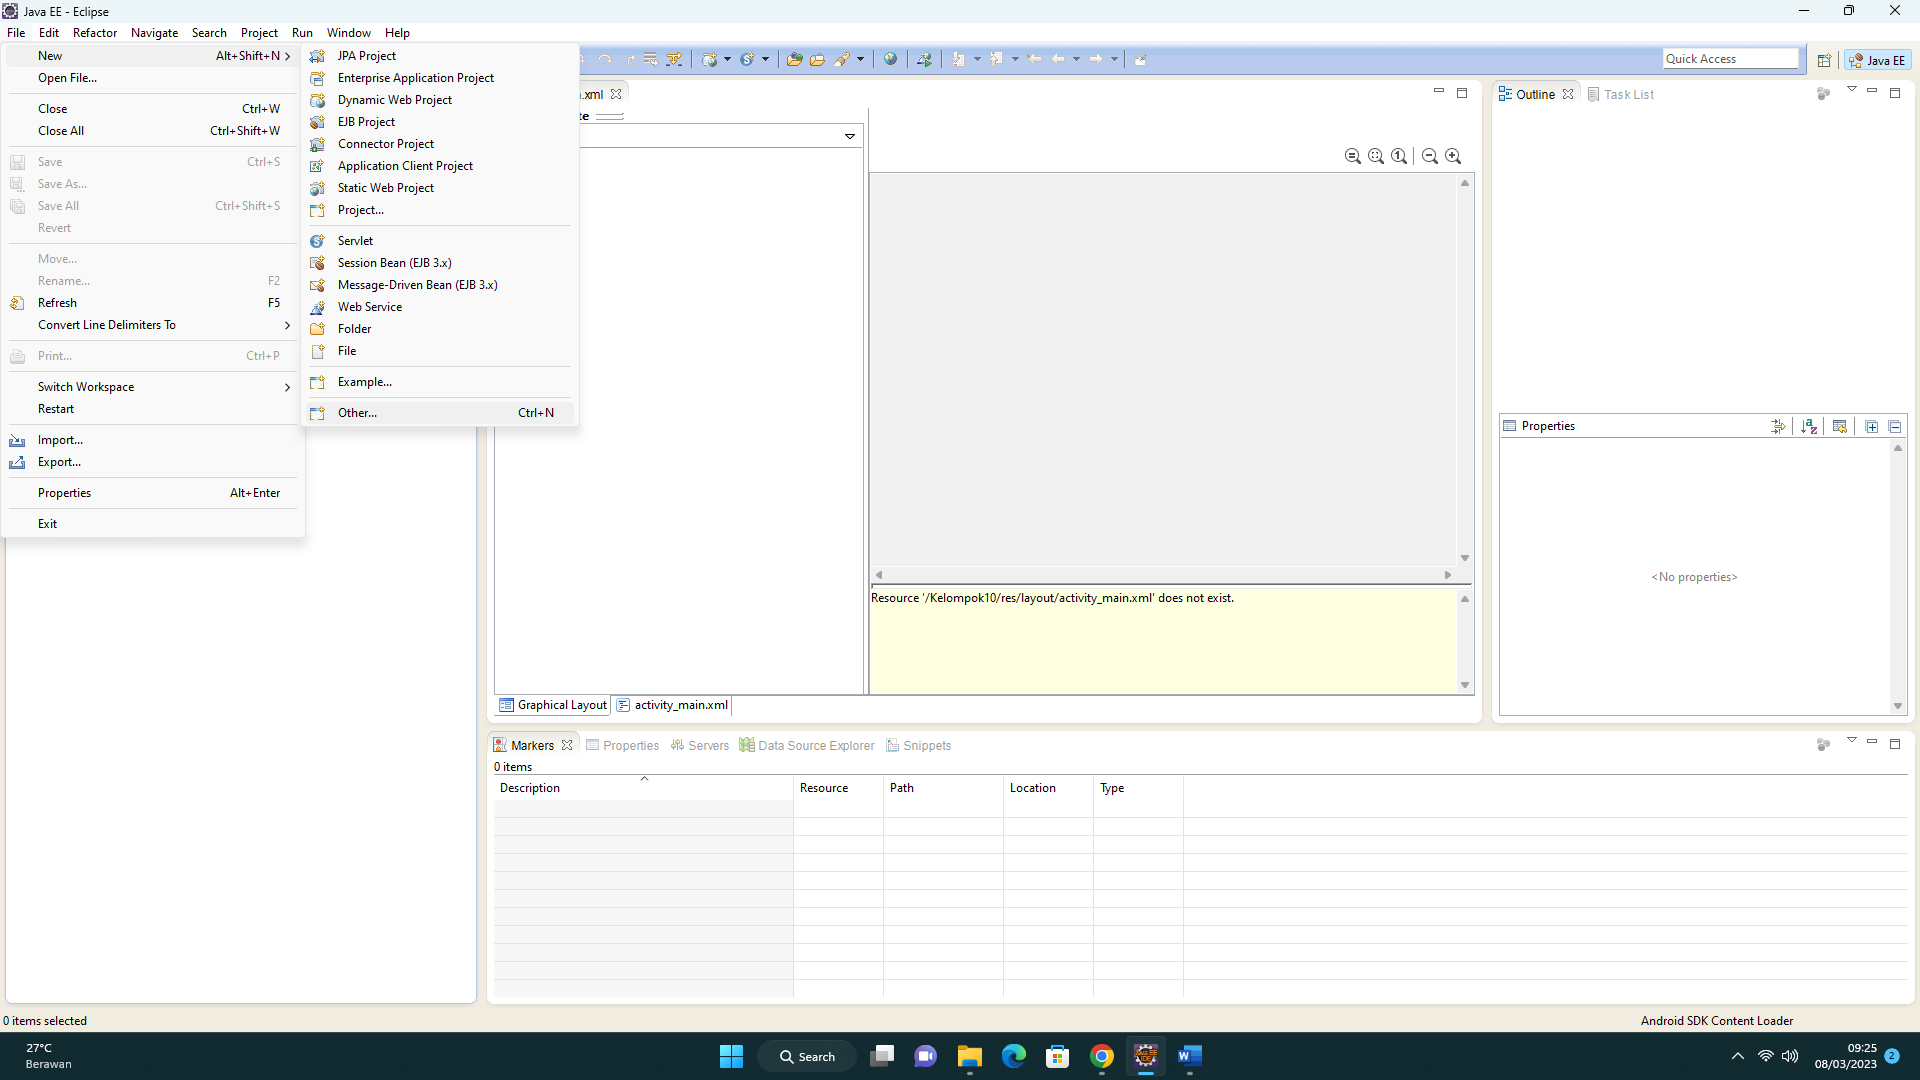 Java EE - Eclipse
File Edit Refactor Navigate Search Project Run Window Help
New Alt+Shift+N
Open File...
Close Ctrl+W
Close All Ctrl+Shift+W
Save Ctrl+S
Save As...
Save All Ctrl+Shift+S
Revert
Move...
Rename... F2
Refresh F5
Convert Line Delimiters To
Print... Ctrl+P
Switch Workspace
Restart
Import...
Export...
Properties Alt+Enter
Exit
JPA Project
Enterprise Application Project
Dynamic Web Project
EJB Project
Connector Project
Application Client Project
Static Web Project
Project...
Servlet
Session Bean (EJB 3.x)
Message-Driven Bean (EJB 3.x)
Web Service
Folder
File
Example...
Other... Ctrl+N
Quick Access
Java EE
.xml
te
Resource '/Kelompok10/res/layout/activity_main.xml' does not exist.
Graphical Layout activity_main.xml
Outline Task List
Properties
<No properties>
Markers Properties Servers Data Source Explorer Snippets
0 items
Description Resource Path Location Type
0 items selected
Android SDK Content Loader
27°C
Berawan
Search
09:25
08/03/2023
2